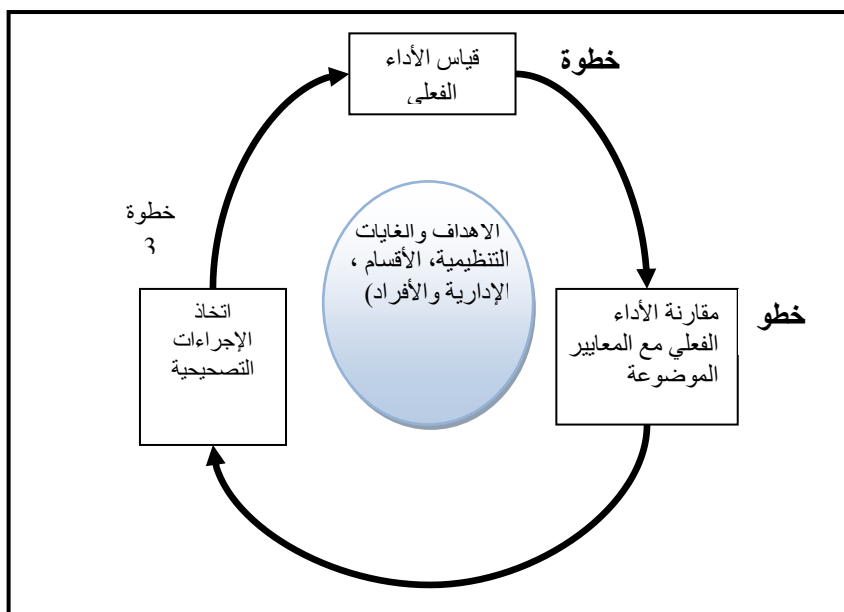 قياس الأداء
الفعلي
خطوة
خطوة
3
الاهداف والغايات
التنظيمية، الأقسام ،
الإدارية والأفراد)
اتخاذ
الإجراءات
التصحيحية
مقارنة الأداء
الفعلي مع المعايير
الموضوعة
خطو